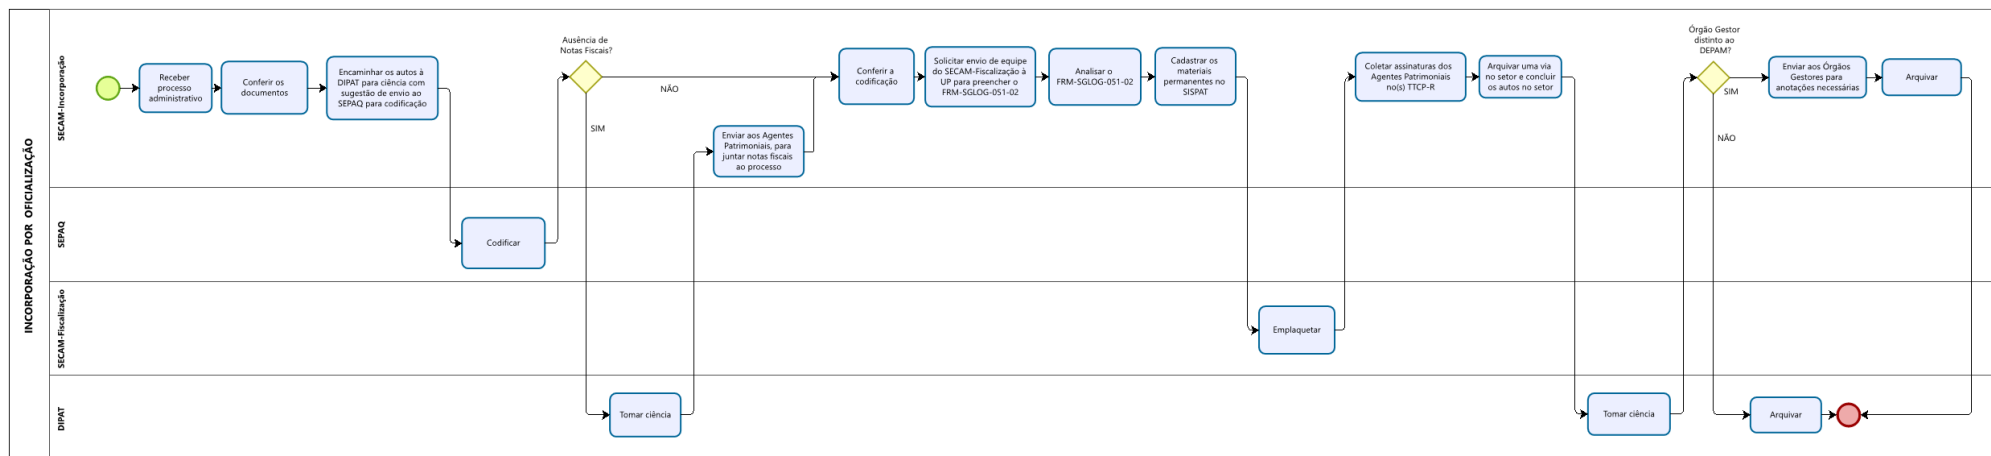 INCORPORAÇÃO POR OFICIALIZAÇÃO
SECAM-Incorporação
Receber
processo
administrativo
Conferir os
documentos
Encaminhar os autos à
DIPAT para ciência com
sugestão de envio ao
SEPAQ para codificação
Ausência de
Notas Fiscais?
NÃO
SIM
Enviar aos Agentes
Patrimoniais, para
juntar notas fiscais
ao processo
Conferir a
codificação
Solicitar envio de equipe
do SECAM-Fiscalização à
UP para preencher o
FRM-SGLOG-051-02
Analisar o
FRM-SGLOG-051-02
Cadastrar os
materiais
permanentes no
SISPAT
Coletar assinaturas dos
Agentes Patrimoniais
no(s) TTCP-R
Arquivar uma via
no setor e concluir
os autos no setor
Órgão Gestor
distinto ao
DEPAM?
SIM
NÃO
Enviar aos Órgãos
Gestores para
anotações necessárias
Arquivar
SEPAQ
Codificar
SECAM-Fiscalização
Emplaquetar
DIPAT
Tomar ciência
Tomar ciência
Arquivar